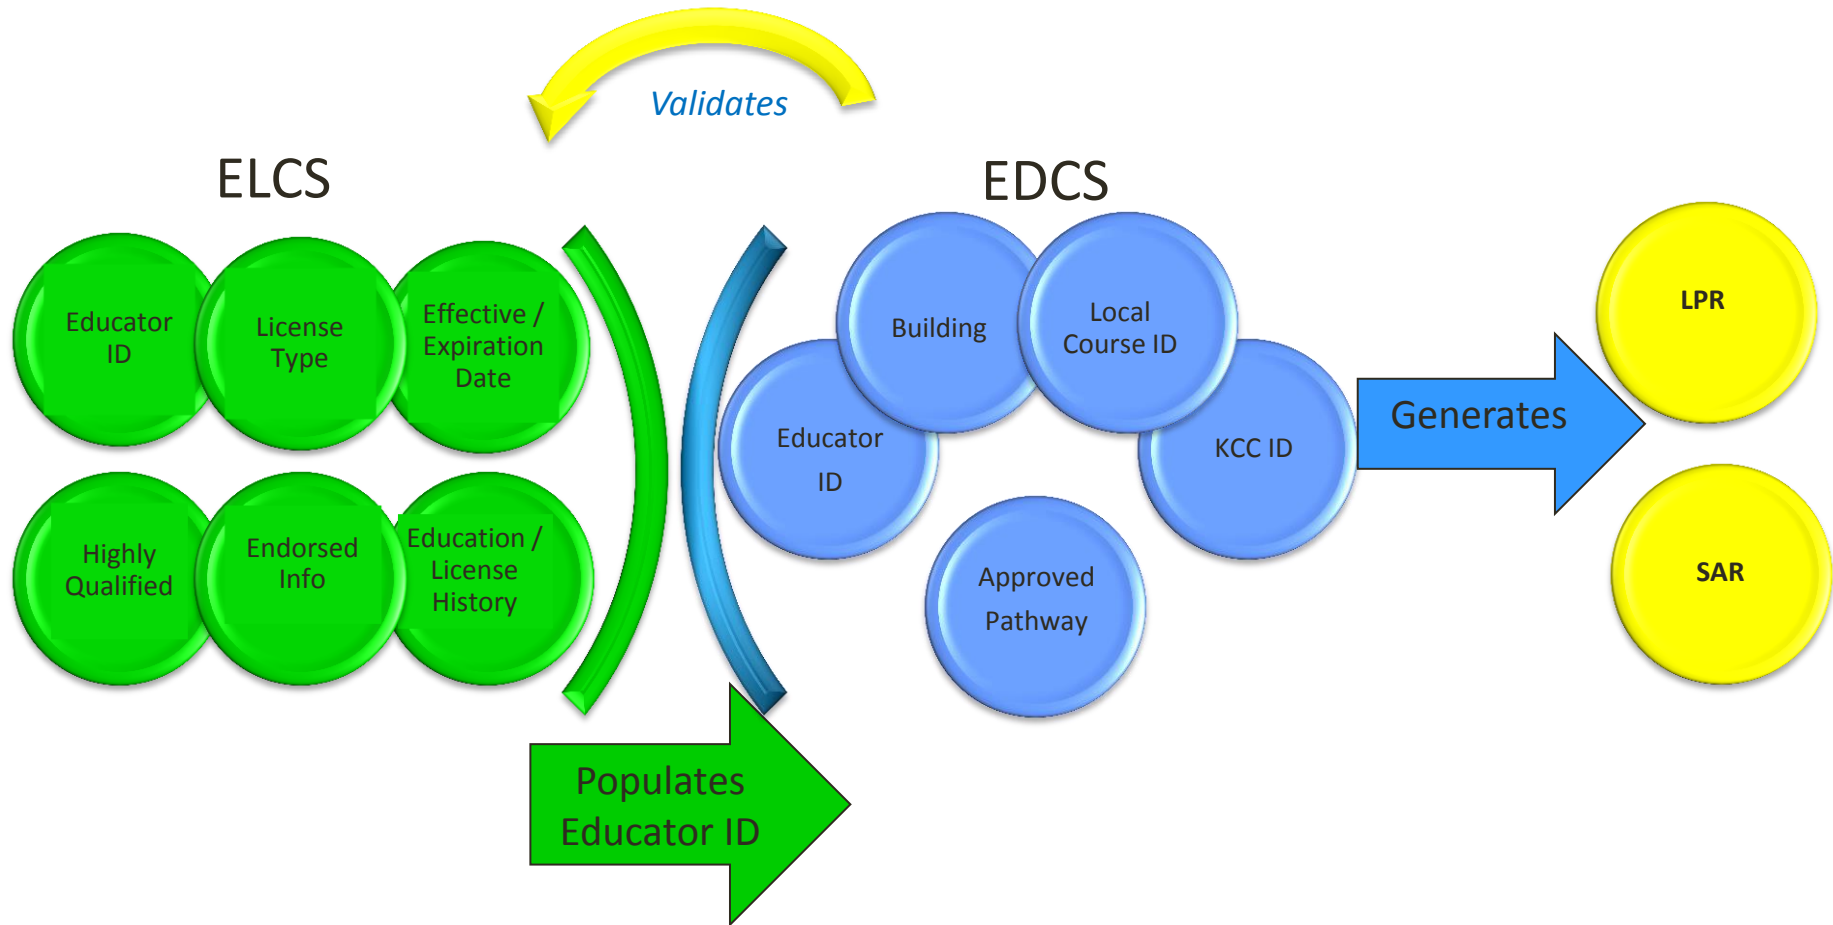 Validates
ELCS
Educator
ID
License
Type
Effective /
Expiration
Date
Highly
Qualified
Endorsed
Info
Education /
License
History
Populates
Educator ID
EDCS
Educator
ID
Building
Local
Course ID
KCC ID
Approved
Pathway
Generates
LPR
SAR